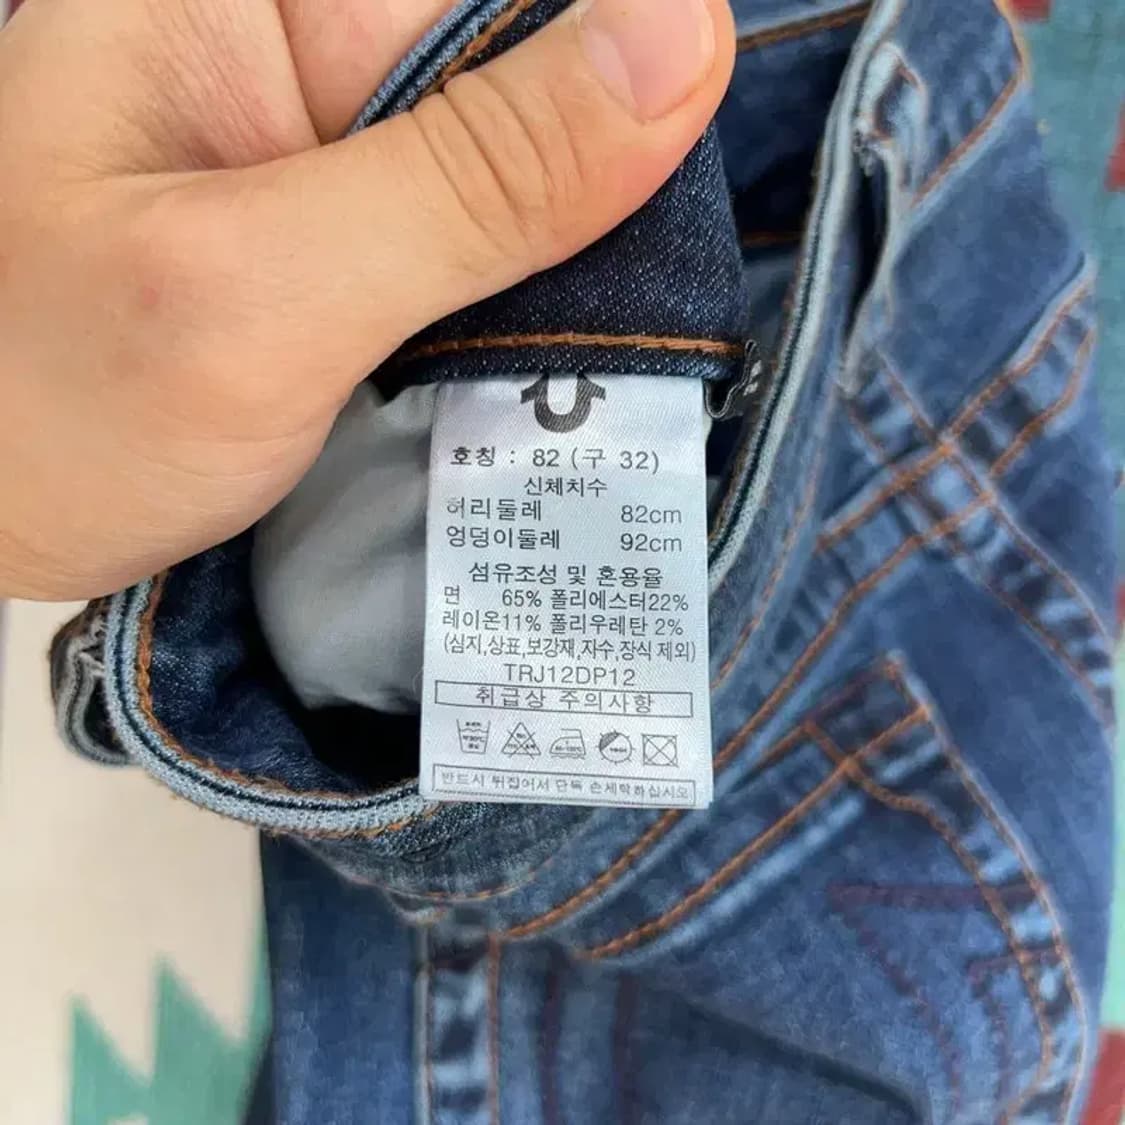 호칭 : 82 (구 32)
신체치수
허리둘레 82cm
엉덩이둘레 92cm
섬유조성 및 혼용율
면 65% 폴리에스터22%
레이온11% 폴리우레탄 2%
(심지,상표,보강재,자수,장식 제외)
TRJ12DP12
취급상 주의사항
반드시 뒤집어서 단독 손세탁하십시오